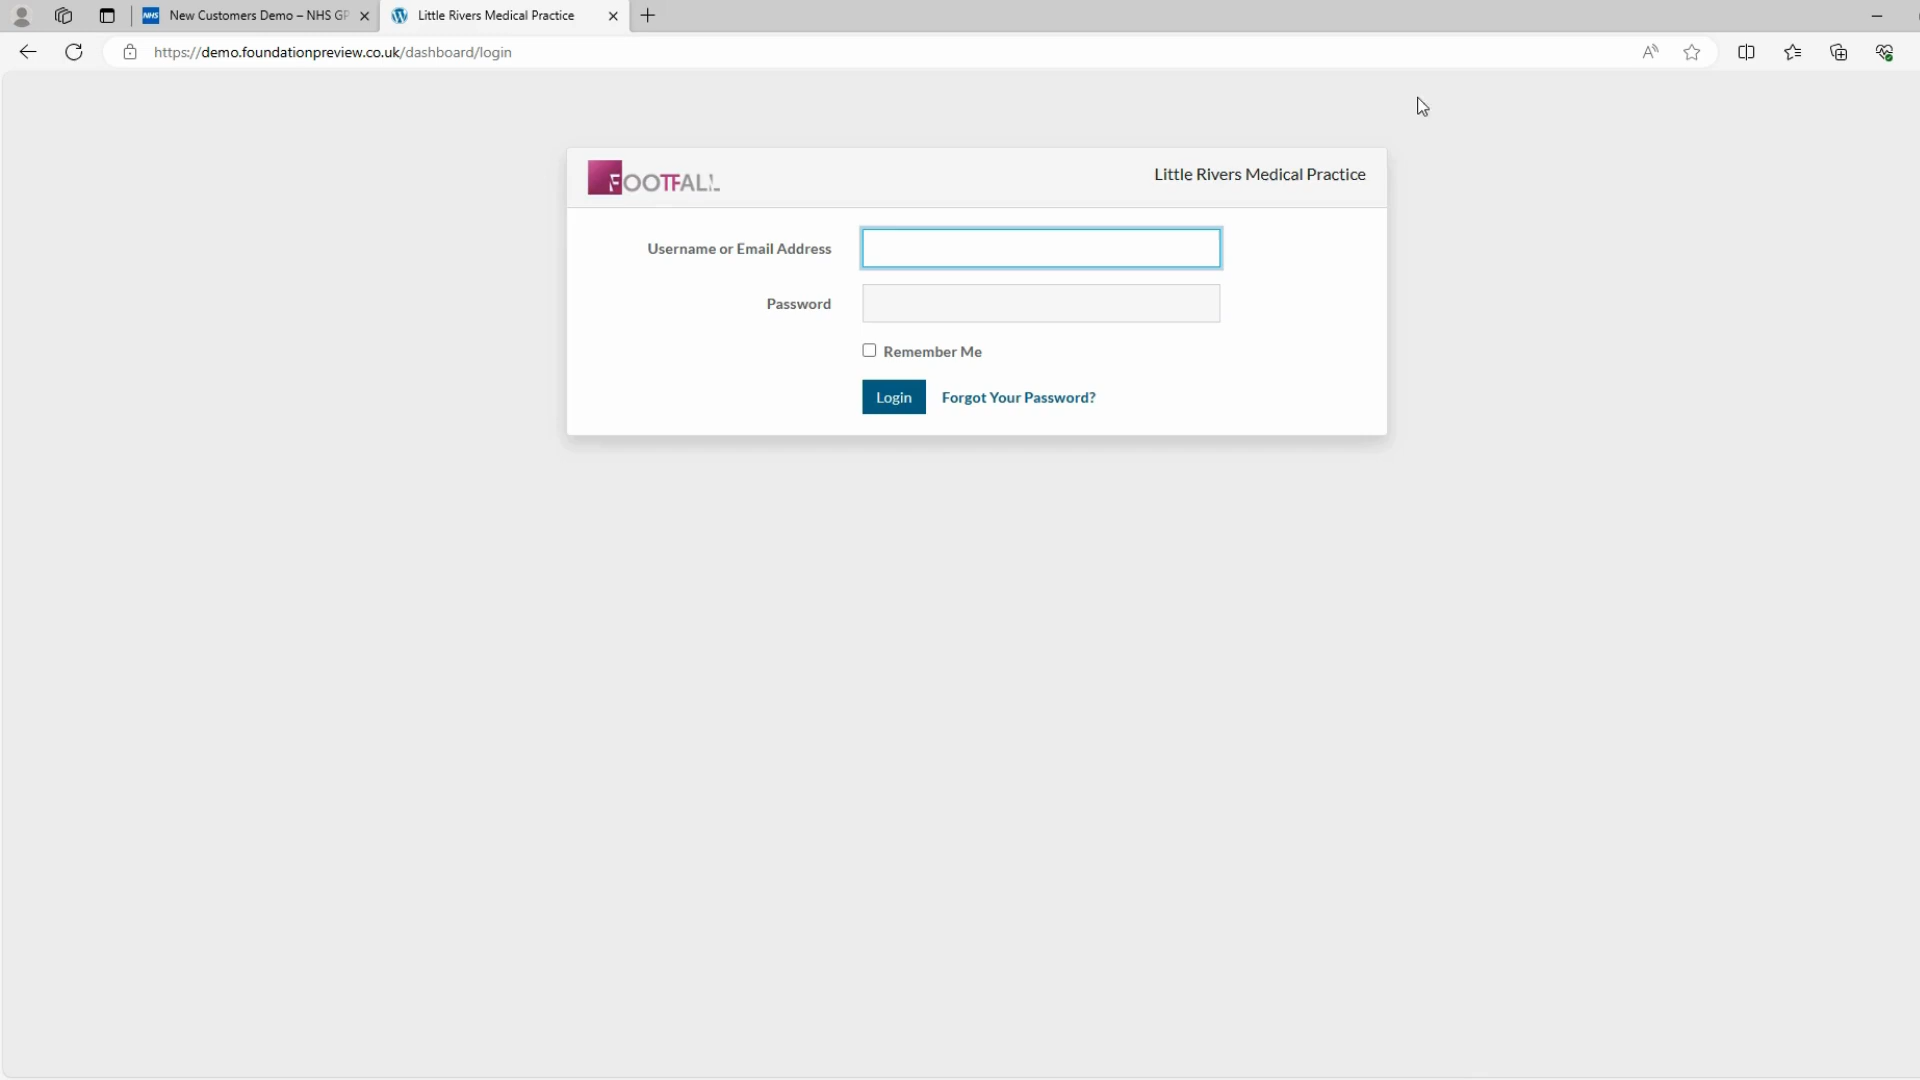 NHS New Customers Demo – NHS GP
Little Rivers Medical Practice
https://demo.foundationpreview.co.uk/dashboard/login
FOOTFALL
Little Rivers Medical Practice
Username or Email Address
Password
Remember Me
Login Forgot Your Password?